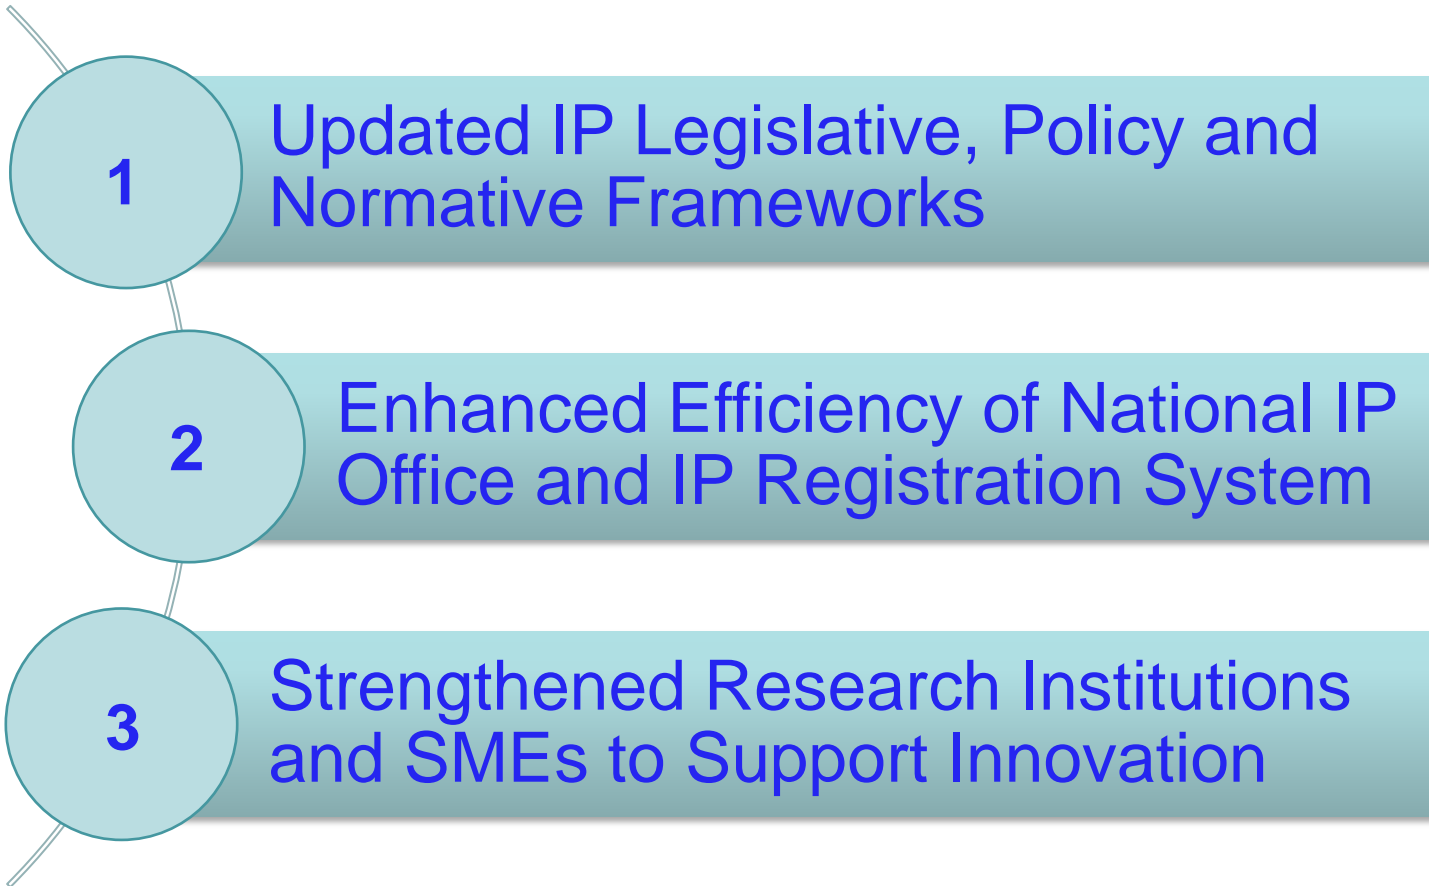 1
Updated IP Legislative, Policy and
Normative Frameworks
2
Enhanced Efficiency of National IP
Office and IP Registration System
3
Strengthened Research Institutions
and SMEs to Support Innovation